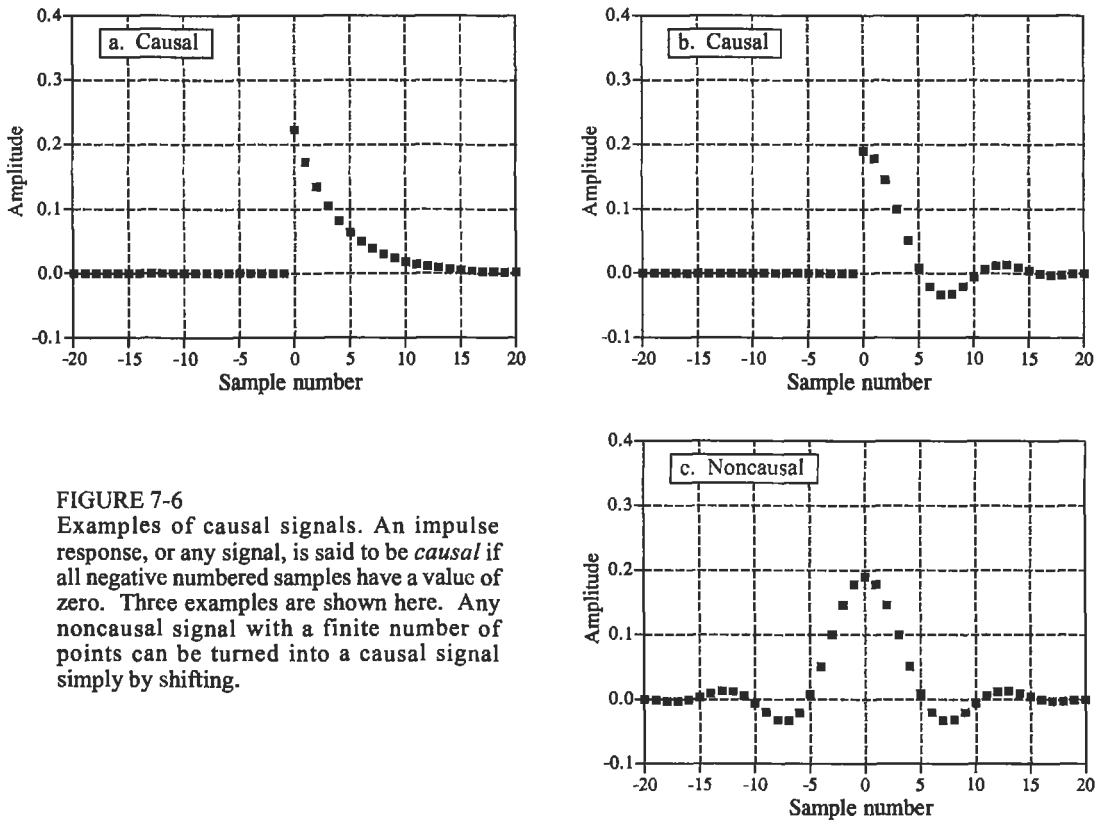 a. Causal
0.4
0.3
0.2
0.1
0.0
-0.1
Amplitude
-20 -15 -10 -5 0 5 10 15 20
Sample number
b. Causal
0.4
0.3
0.2
0.1
0.0
-0.1
Amplitude
-20 -15 -10 -5 0 5 10 15 20
Sample number
c. Noncausal
0.4
0.3
0.2
0.1
0.0
-0.1
Amplitude
-20 -15 -10 -5 0 5 10 15 20
Sample number
FIGURE 7-6
Examples of causal signals. An impulse
response, or any signal, is said to be causal if
all negative numbered samples have a value of
zero. Three examples are shown here. Any
noncausal signal with a finite number of
points can be turned into a causal signal
simply by shifting.